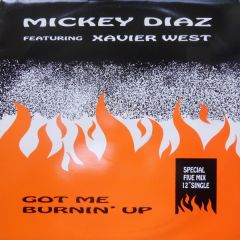 MICKEY DIAZ
FEATURING XAVIER WEST
SPECIAL
FIVE MIX
12" SINGLE
GOT ME
BURNIN' UP